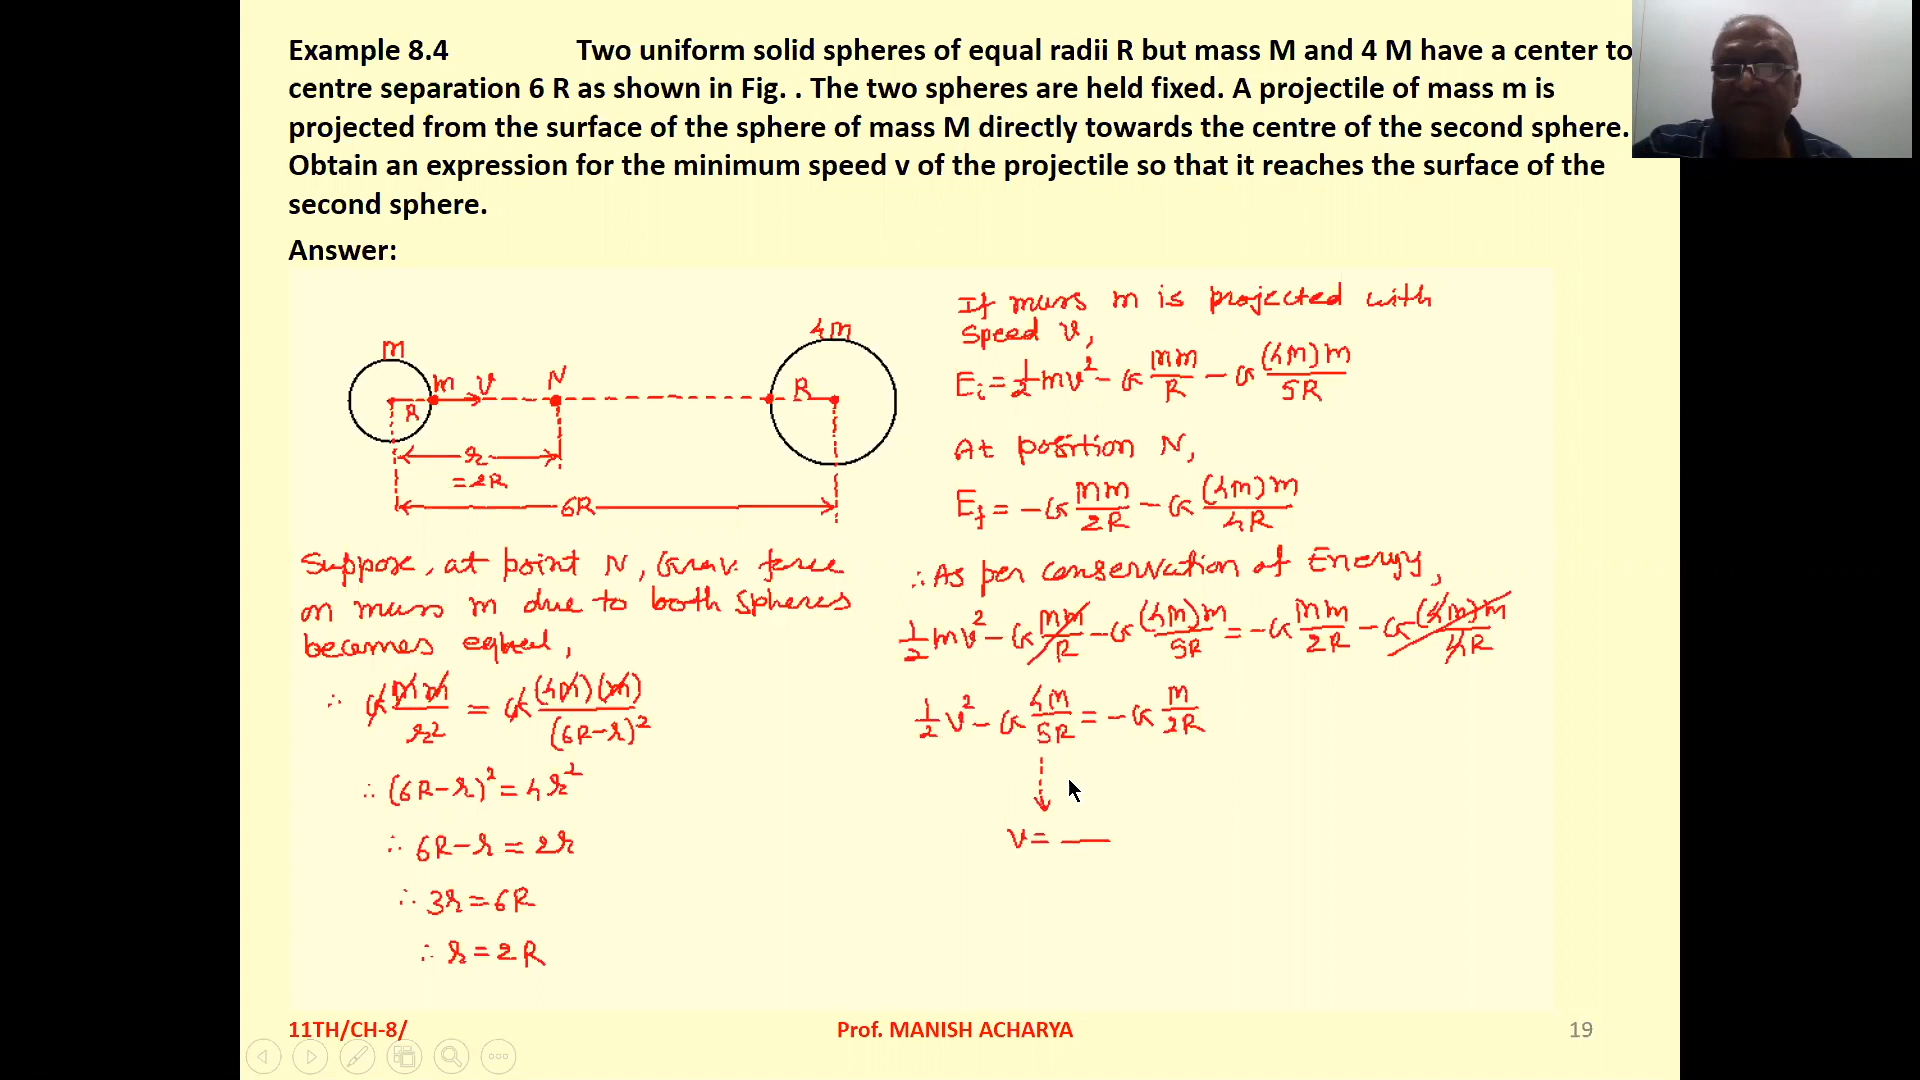 Example 8.4 Two uniform solid spheres of equal radii R but mass M and 4 M have a center to
centre separation 6 R as shown in Fig. . The two spheres are held fixed. A projectile of mass m is
projected from the surface of the sphere of mass M directly towards the centre of the second sphere.
Obtain an expression for the minimum speed v of the projectile so that it reaches the surface of the
second sphere.
Answer:
M
m v
N
4M
R
R
r
=2R
6R
Suppose, at point N, Grav. force
on mass m due to both spheres
becomes equal,
∴ G Mm/r² = G (4M)(m)/(6R-r)²
∴ (6R-r)² = 4r²
∴ 6R-r = 2r
∴ 3r = 6R
∴ r = 2R
If mass m is projected with
speed v,
Ei = 1/2 mv² - G Mm/R - G (4M)m/5R
At position N,
Ef = -G Mm/2R - G (4M)m/4R
∴ As per conservation of Energy,
1/2 mv² - G Mm/R - G (4M)m/5R = -G Mm/2R - G (4M)m/4R
1/2 v² - G 4M/5R = -G M/2R
v = __
11TH/CH-8/
Prof. MANISH ACHARYA
19